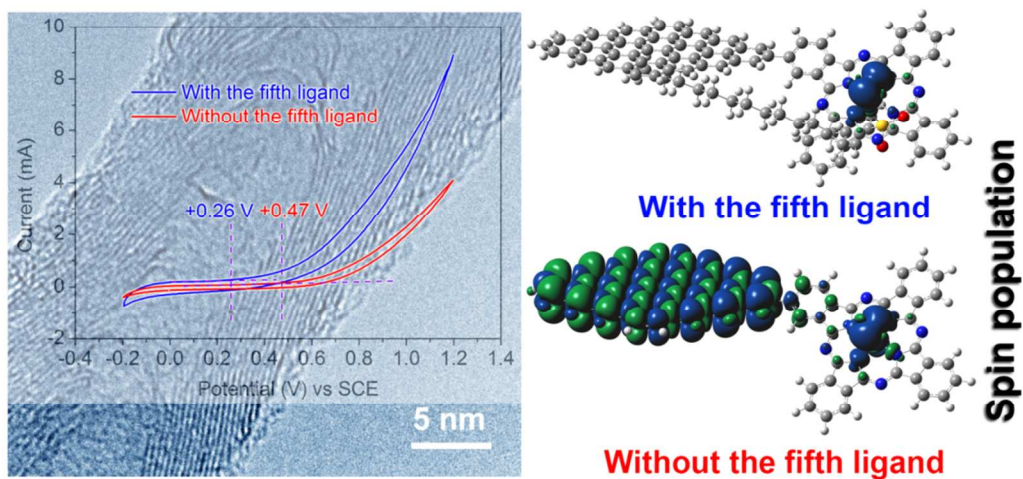 10
8
6
4
2
0
-2
Current (mA)
With the fifth ligand
Without the fifth ligand
+0.26 V +0.47 V
-0.4 -0.2 0.0 0.2 0.4 0.6 0.8 1.0 1.2 1.4
Potential (V) vs SCE
5 nm
With the fifth ligand
Without the fifth ligand
Spin population